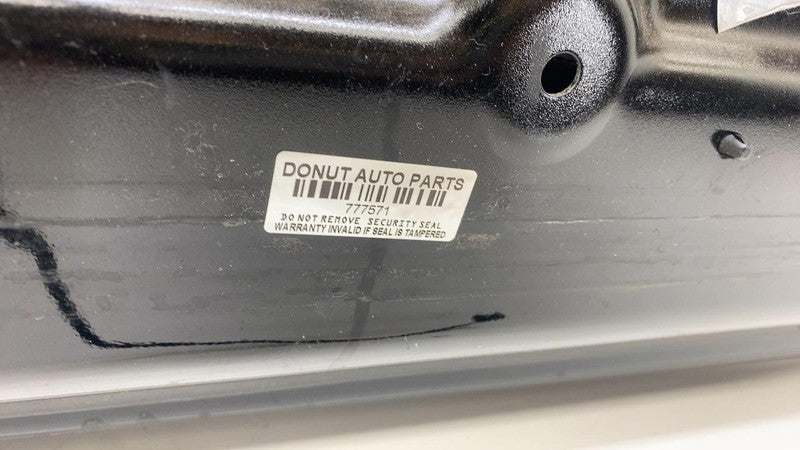 DONUT AUTO PARTS
777571
DO NOT REMOVE SECURITY SEAL
WARRANTY INVALID IF SEAL IS TAMPERED